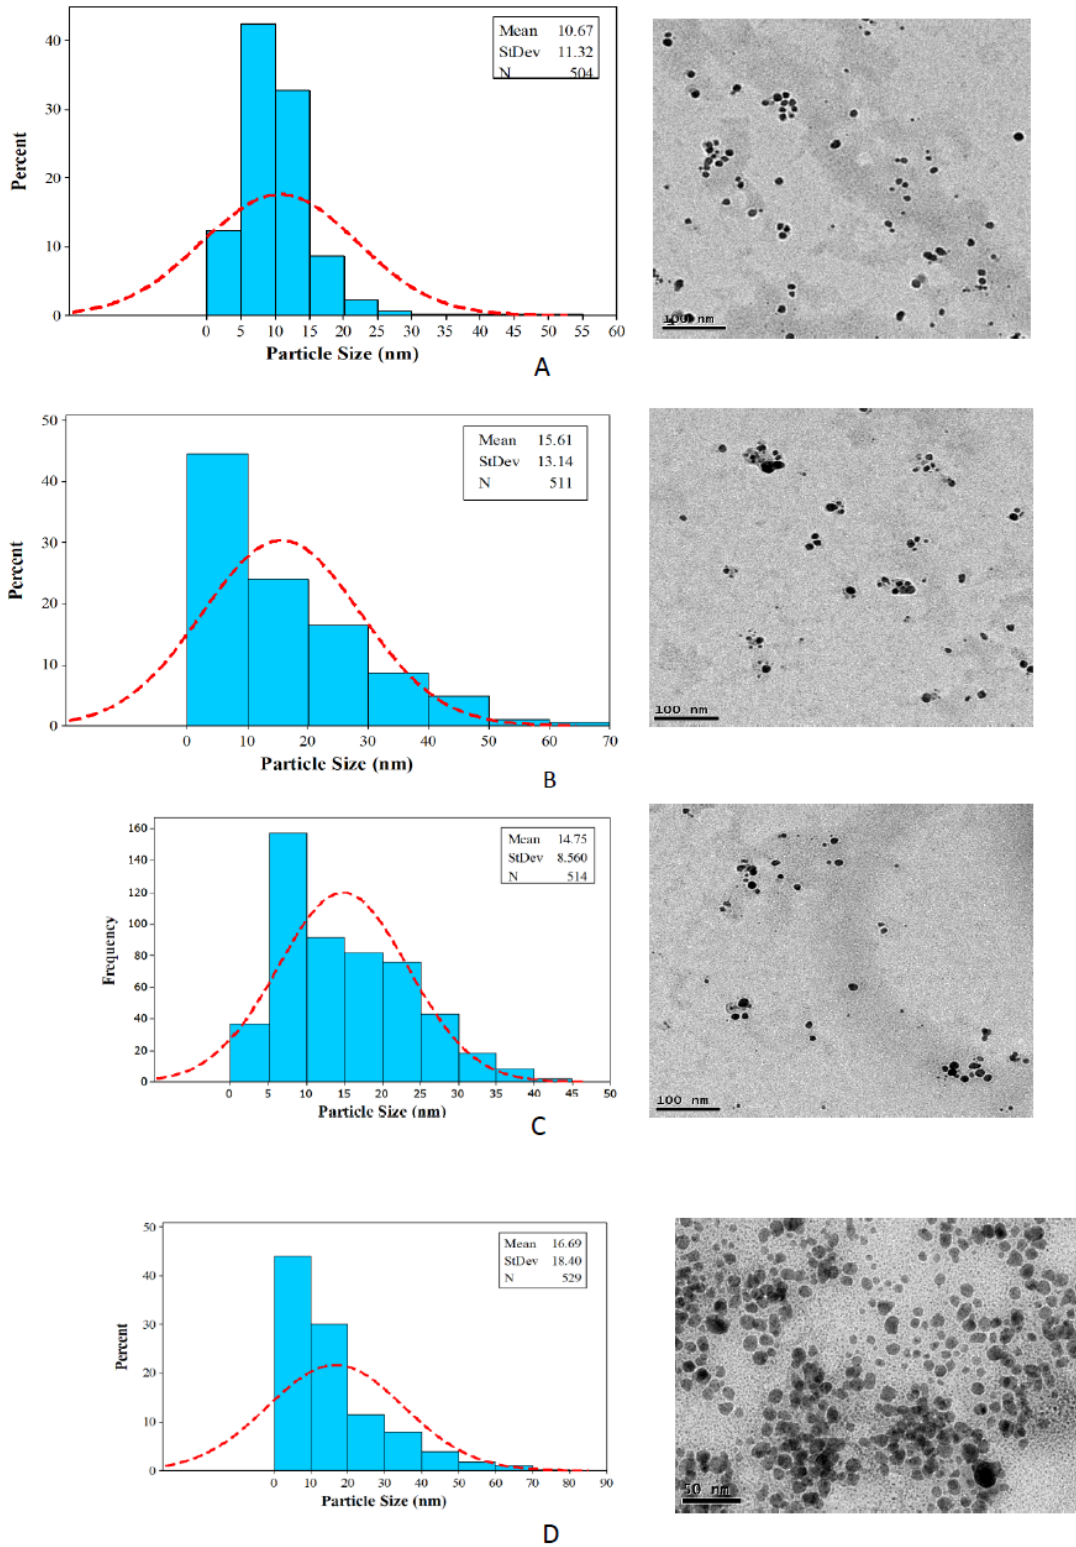 Mean 10.67
StDev 11.32
N 504
Percent
40
30
20
10
0
0 5 10 15 20 25 30 35 40 45 50 55 60
Particle Size (nm)
100 nm
A
Mean 15.61
StDev 13.14
N 511
Percent
50
40
30
20
10
0
0 10 20 30 40 50 60 70
Particle Size (nm)
100 nm
B
Mean 14.75
StDev 8.560
N 514
Frequency
160
140
120
100
80
60
40
20
0
0 5 10 15 20 25 30 35 40 45 50
Particle Size (nm)
100 nm
C
Mean 16.69
StDev 18.40
N 529
Percent
50
40
30
20
10
0
0 10 20 30 40 50 60 70 80 90
Particle Size (nm)
50 nm
D